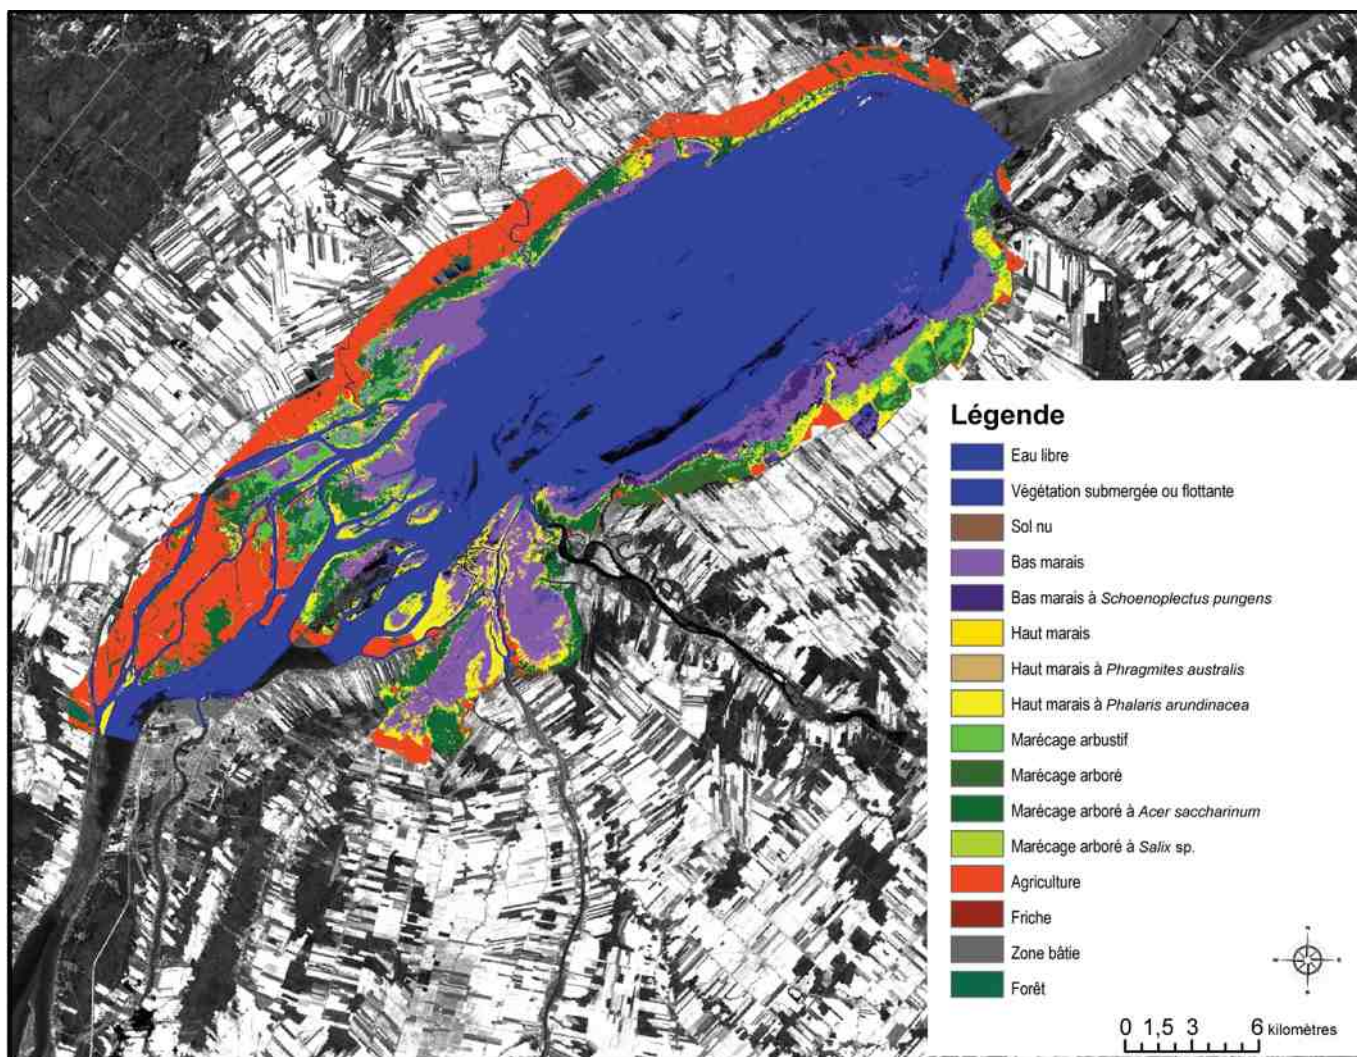 Légende
Eau libre
Végétation submergée ou flottante
Sol nu
Bas marais
Bas marais à Schoenoplectus pungens
Haut marais
Haut marais à Phragmites australis
Haut marais à Phalaris arundinacea
Marécage arbustif
Marécage arboré
Marécage arboré à Acer saccharinum
Marécage arboré à Salix sp.
Agriculture
Friche
Zone bâtie
Forêt
0 1,5 3 6 kilomètres